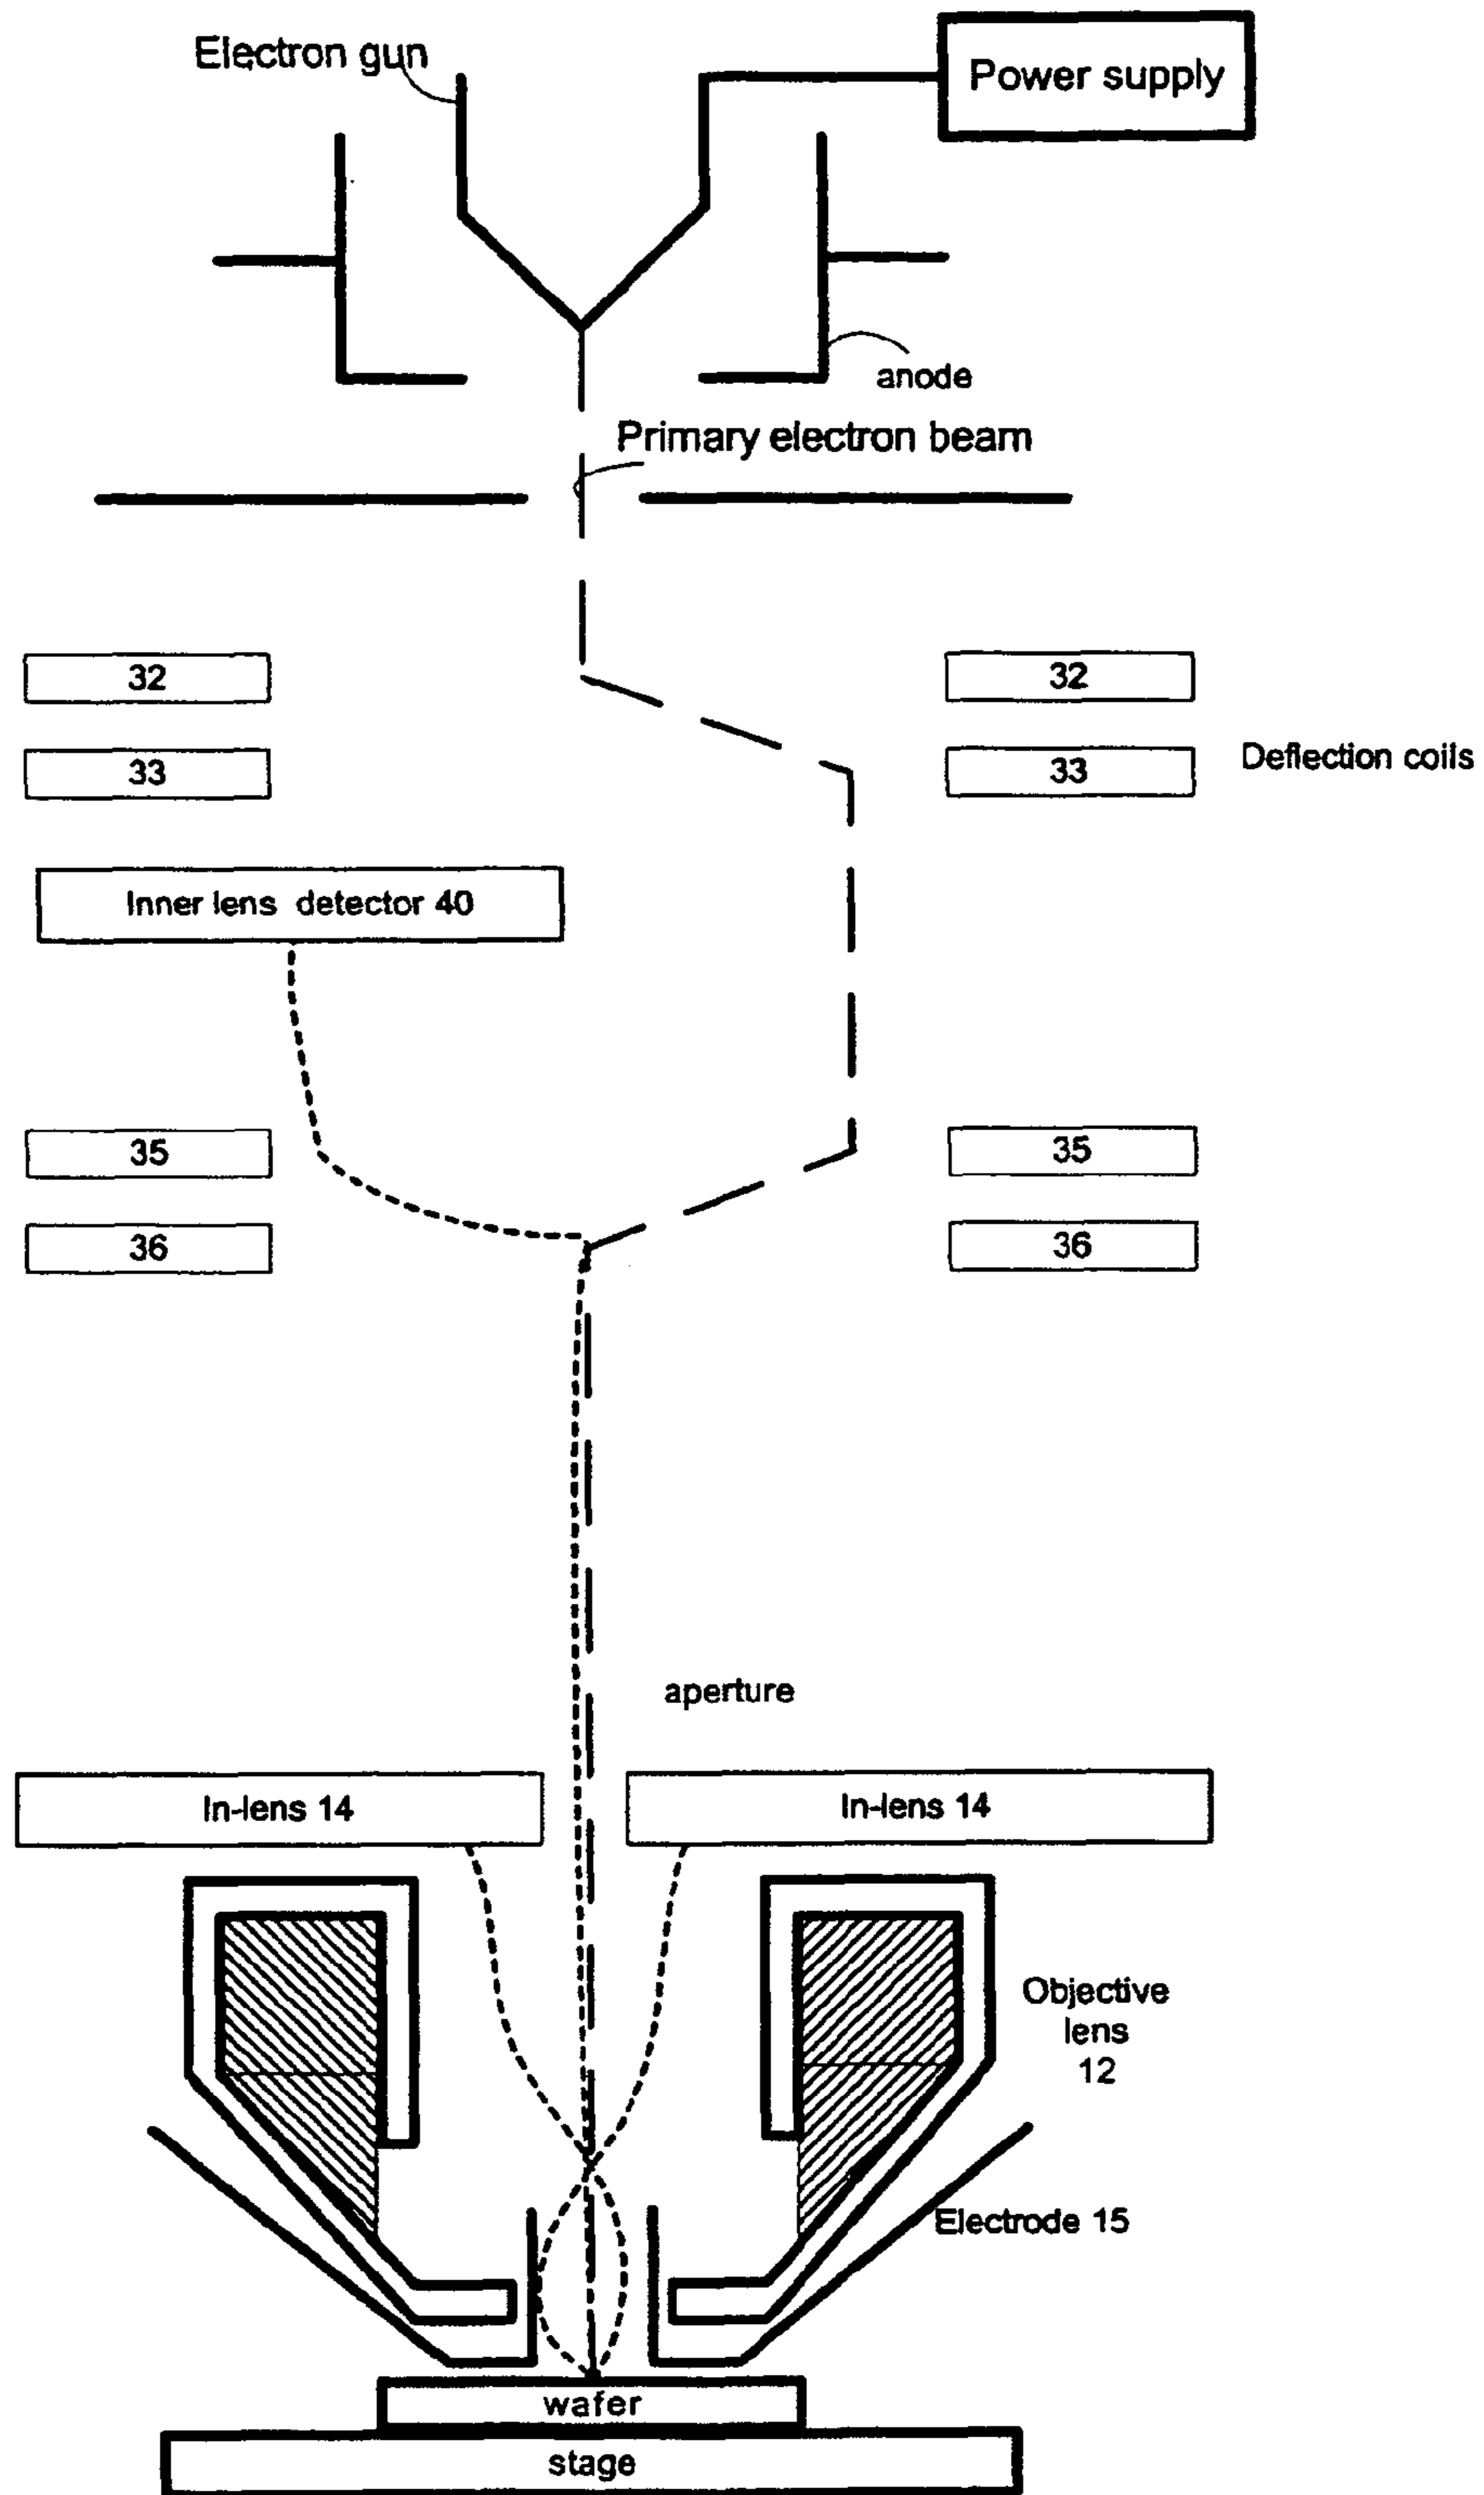 Electron gun
Power supply
anode
Primary electron beam
32
32
33
33
Deflection coils
Inner lens detector 40
35
35
36
36
aperture
In-lens 14
In-lens 14
Objective
lens
12
Electrode 15
wafer
stage